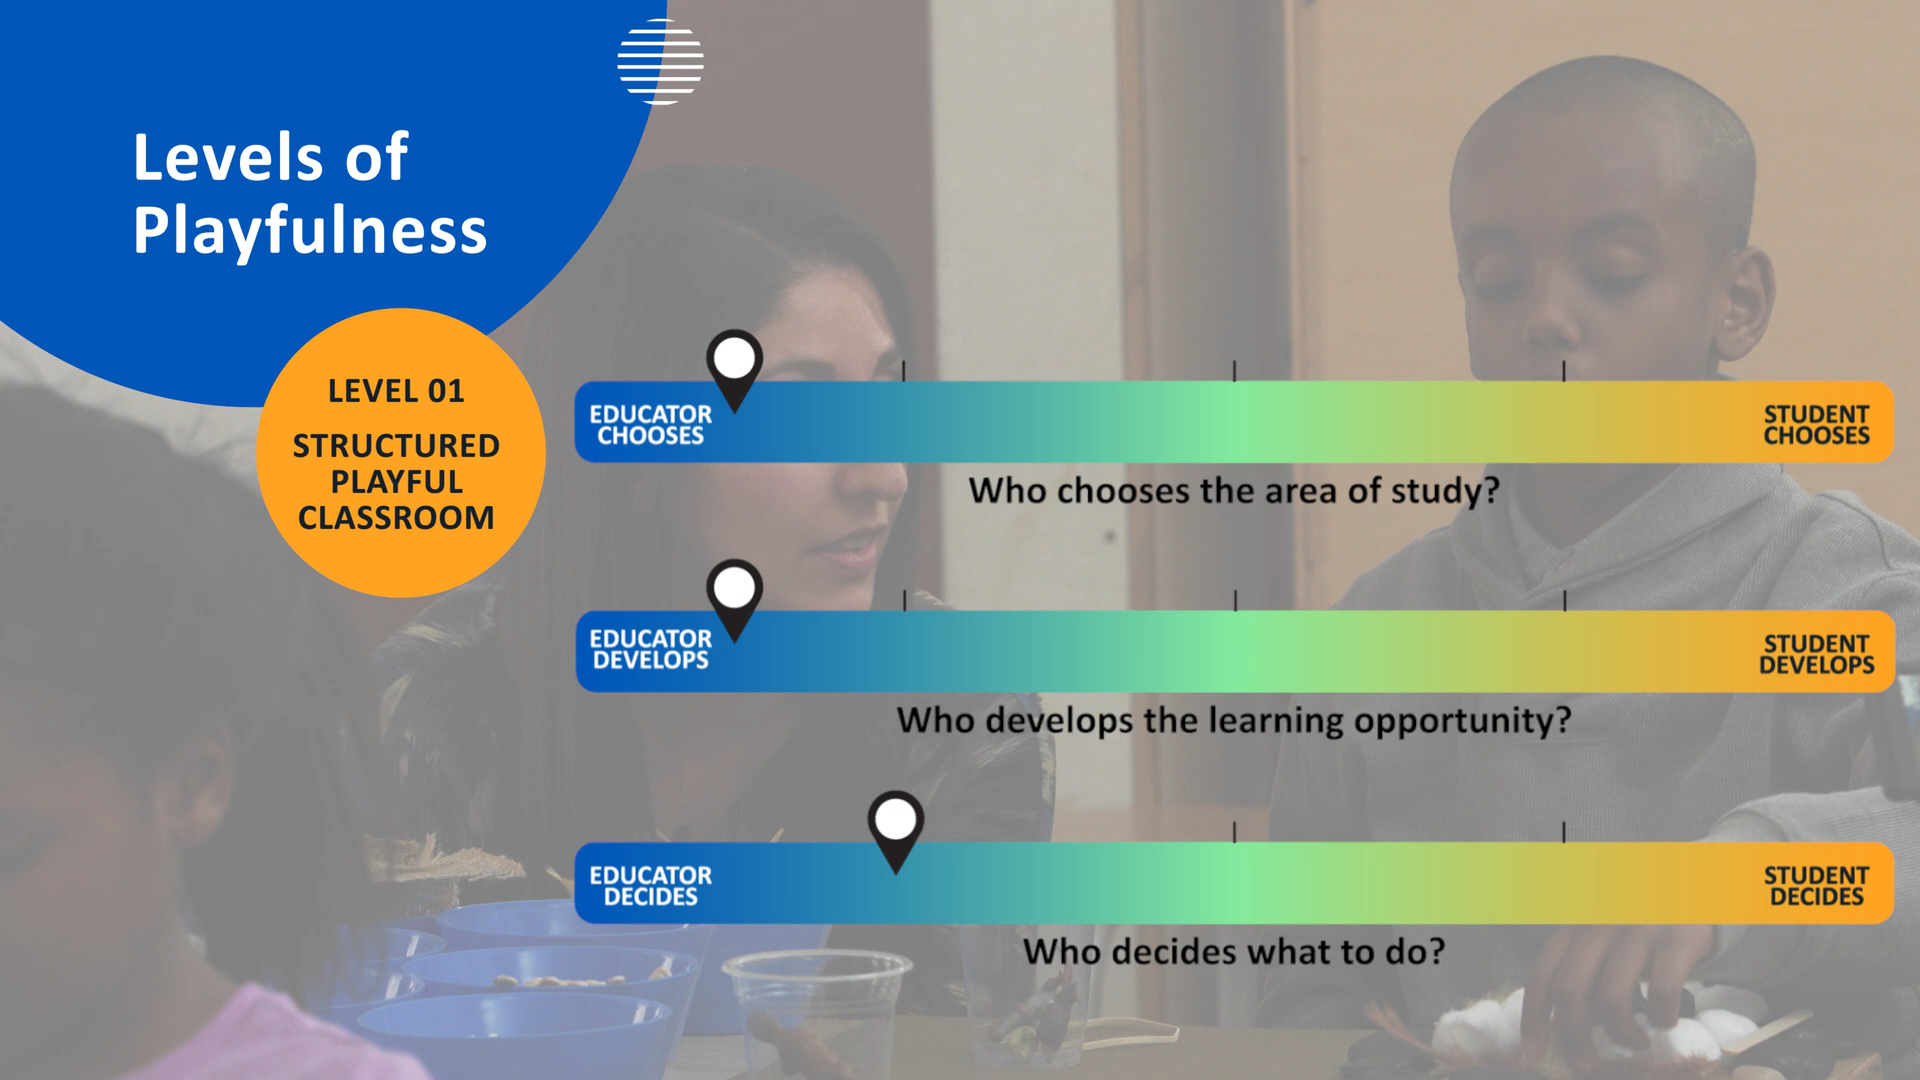 Levels of
Playfulness
LEVEL 01
STRUCTURED
PLAYFUL
CLASSROOM
EDUCATOR
CHOOSES
STUDENT
CHOOSES
Who chooses the area of study?
EDUCATOR
DEVELOPS
STUDENT
DEVELOPS
Who develops the learning opportunity?
EDUCATOR
DECIDES
STUDENT
DECIDES
Who decides what to do?